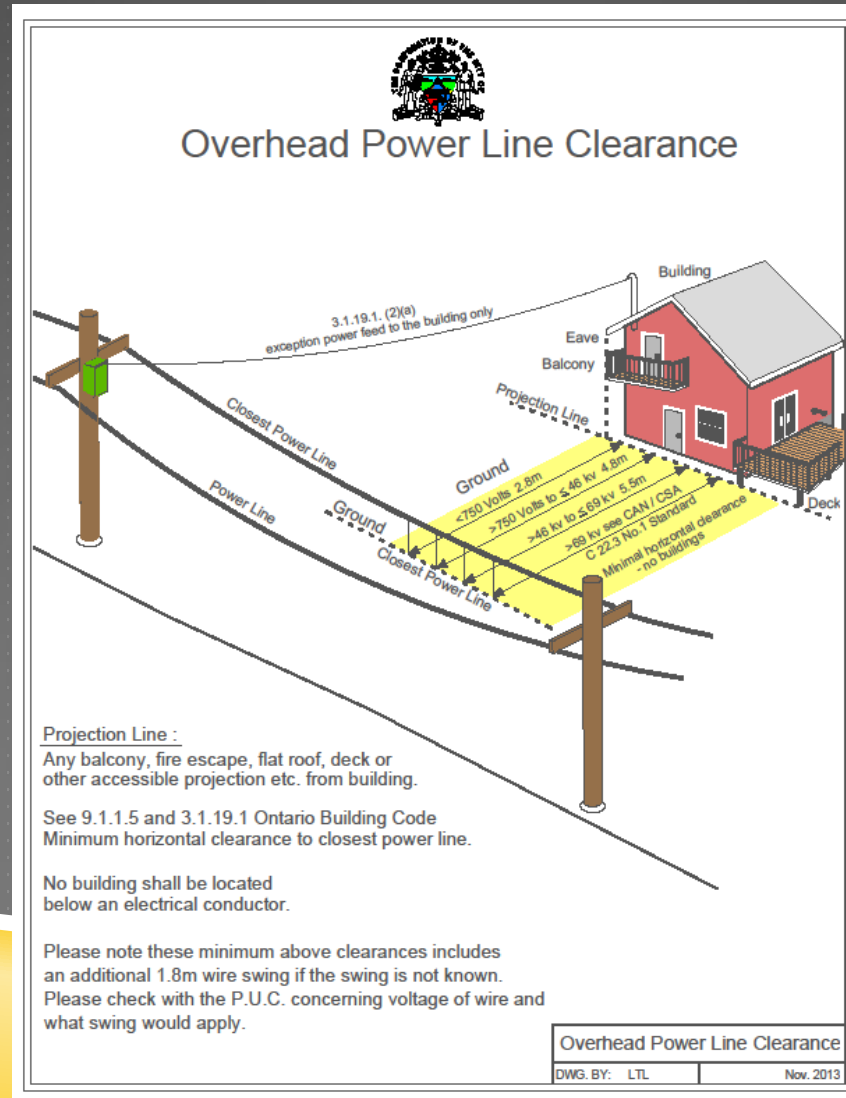 THE CORPORATION OF THE CITY OF
Overhead Power Line Clearance
Building
3.1.19.1. (2)(a)
exception power feed to the building only
Eave
Balcony
Projection Line
Closest Power Line
Ground
<750 Volts 2.8m
>750 Volts to ≤ 46 kv 4.8m
>46 kv to ≤ 69 kv 5.5m
>69 kv see CAN / CSA
C 22.3 No.1 Standard
Minimal horizontal clearance
- no buildings
Deck
Power Line
Ground
Closest Power Line
Projection Line :
Any balcony, fire escape, flat roof, deck or
other accessible projection etc. from building.
See 9.1.1.5 and 3.1.19.1 Ontario Building Code
Minimum horizontal clearance to closest power line.
No building shall be located
below an electrical conductor.
Please note these minimum above clearances includes
an additional 1.8m wire swing if the swing is not known.
Please check with the P.U.C. concerning voltage of wire and
what swing would apply.
Overhead Power Line Clearance
DWG. BY: LTL Nov. 2013